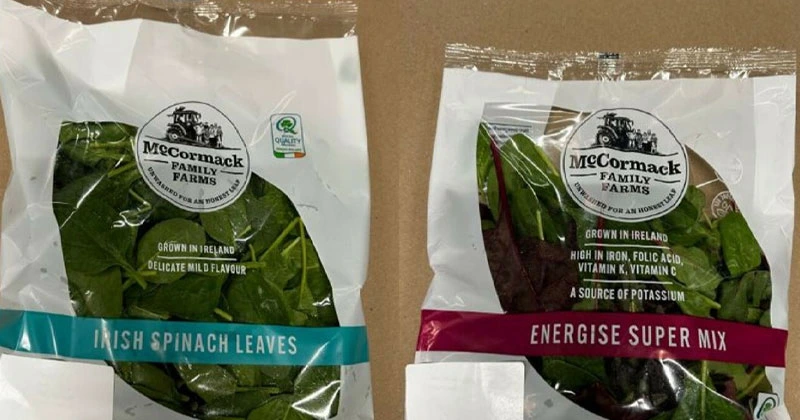 McCormack
FAMILY
FARMS
UNWASHED FOR AN HONEST LEAF
QUALITY
GROWN IN IRELAND
DELICATE MILD FLAVOUR
IRISH SPINACH LEAVES
McCormack
FAMILY
FARMS
UNWASHED FOR AN HONEST LEAF
GROWN IN IRELAND
HIGH IN IRON, FOLIC ACID,
VITAMIN K, VITAMIN C
A SOURCE OF POTASSIUM
ENERGISE SUPER MIX